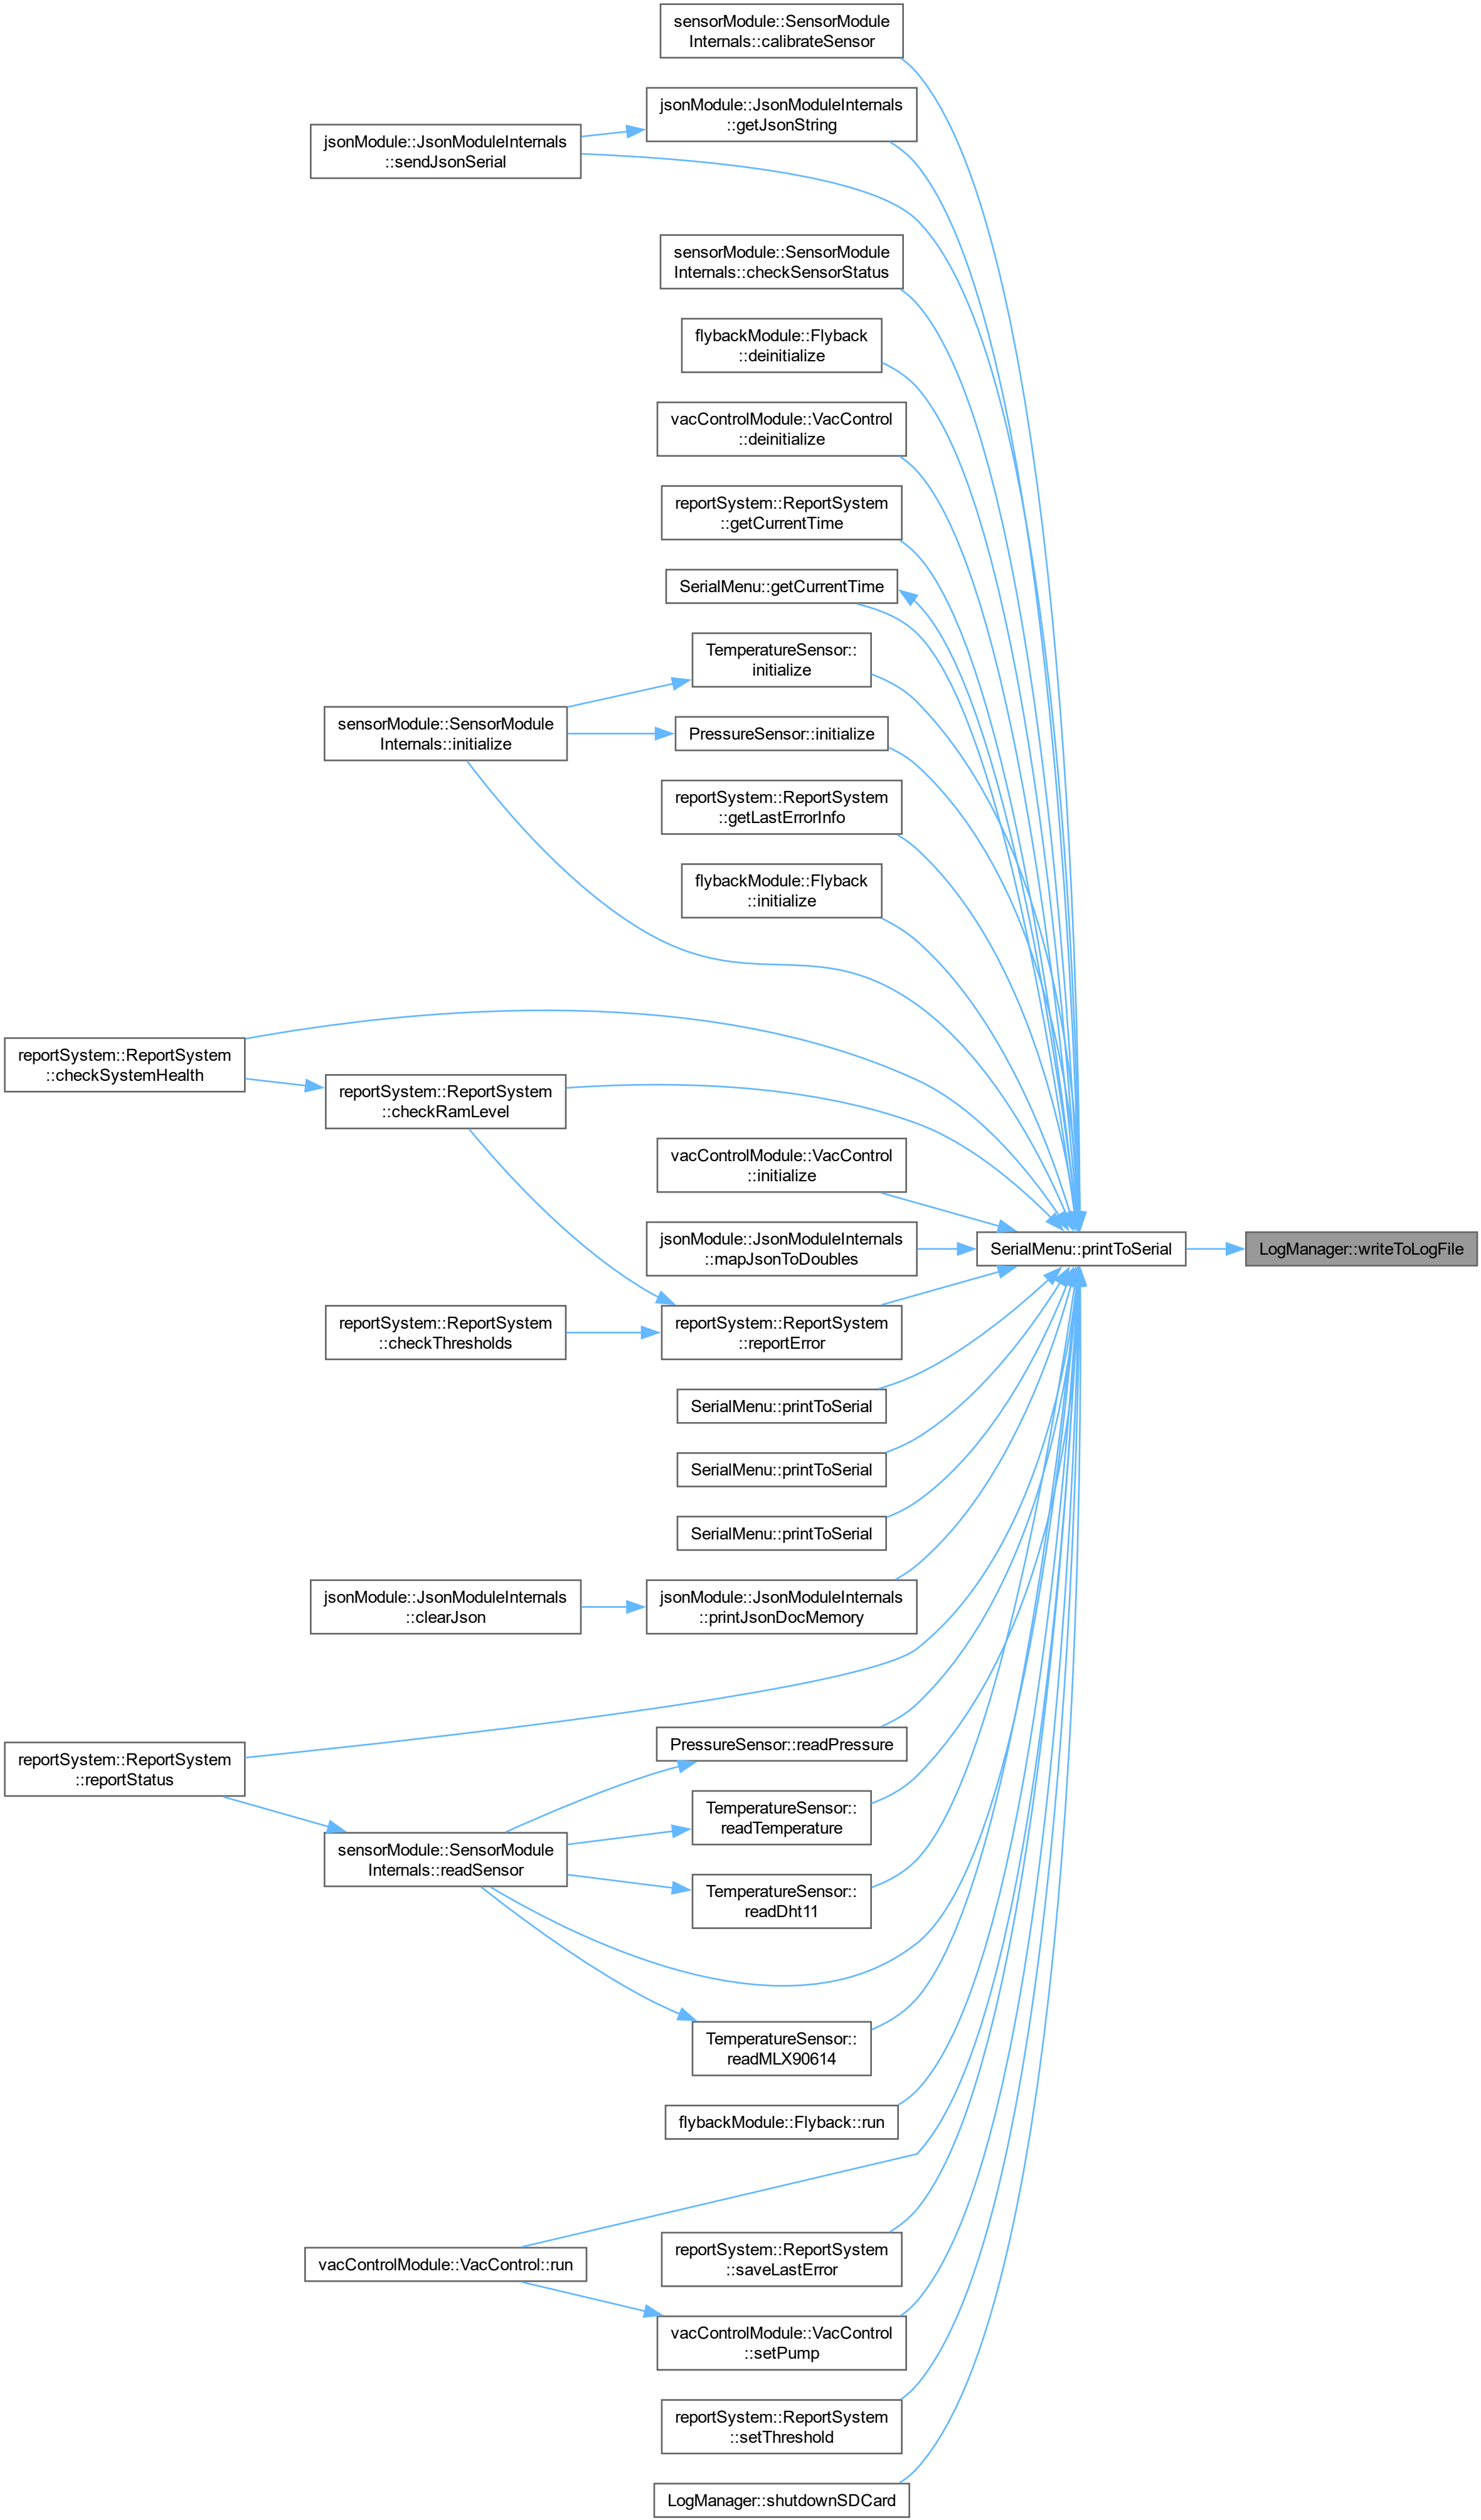 sensorModule::SensorModule
Internals::calibrateSensor
jsonModule::JsonModuleInternals
::getJsonString
jsonModule::JsonModuleInternals
::sendJsonSerial
sensorModule::SensorModule
Internals::checkSensorStatus
flybackModule::Flyback
::deinitialize
vacControlModule::VacControl
::deinitialize
reportSystem::ReportSystem
::getCurrentTime
SerialMenu::getCurrentTime
TemperatureSensor::
initialize
sensorModule::SensorModule
Internals::initialize
PressureSensor::initialize
reportSystem::ReportSystem
::getLastErrorInfo
flybackModule::Flyback
::initialize
reportSystem::ReportSystem
::checkSystemHealth
reportSystem::ReportSystem
::checkRamLevel
vacControlModule::VacControl
::initialize
jsonModule::JsonModuleInternals
::mapJsonToDoubles
SerialMenu::printToSerial
LogManager::writeToLogFile
reportSystem::ReportSystem
::checkThresholds
reportSystem::ReportSystem
::reportError
SerialMenu::printToSerial
SerialMenu::printToSerial
SerialMenu::printToSerial
jsonModule::JsonModuleInternals
::clearJson
jsonModule::JsonModuleInternals
::printJsonDocMemory
reportSystem::ReportSystem
::reportStatus
PressureSensor::readPressure
TemperatureSensor::
readTemperature
sensorModule::SensorModule
Internals::readSensor
TemperatureSensor::
readDht11
TemperatureSensor::
readMLX90614
flybackModule::Flyback::run
vacControlModule::VacControl::run
reportSystem::ReportSystem
::saveLastError
vacControlModule::VacControl
::setPump
reportSystem::ReportSystem
::setThreshold
LogManager::shutdownSDCard